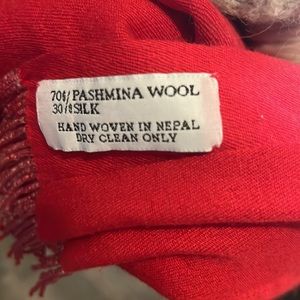 70%/PASHMINA WOOL
30%SILK
HAND WOVEN IN NEPAL
DRY CLEAN ONLY